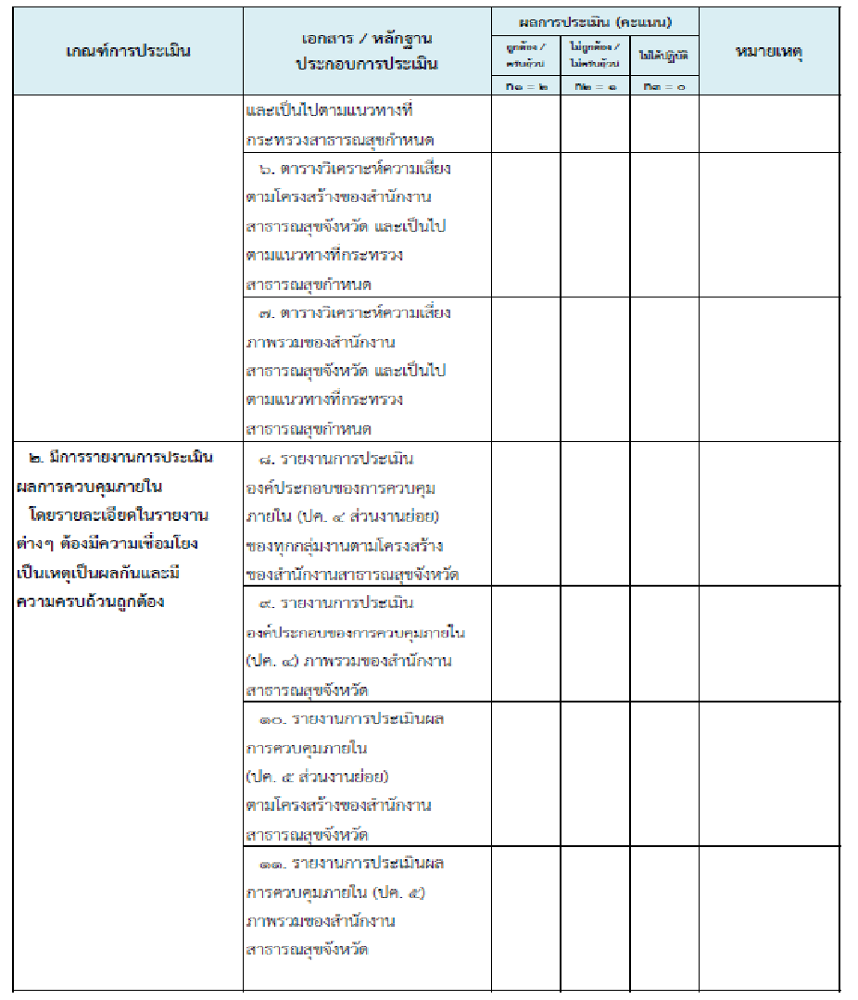 เกณฑ์การประเมิน
เอกสาร / หลักฐาน
ประกอบการประเมิน
ผลการประเมิน (คะแนน)
ถูกต้อง /
ครบถ้วน
ไม่ถูกต้อง /
ไม่ครบถ้วน
ไม่ได้ปฏิบัติ
หมายเหตุ
ก๑ = ๒
ก๒ = ๑
ก๓ = ๐
และเป็นไปตามแนวทางที่
กระทรวงสาธารณสุขกำหนด
๖. ตารางวิเคราะห์ความเสี่ยง
ตามโครงสร้างของสำนักงาน
สาธารณสุขจังหวัด และเป็นไป
ตามแนวทางที่กระทรวง
สาธารณสุขกำหนด
๗. ตารางวิเคราะห์ความเสี่ยง
ภาพรวมของสำนักงาน
สาธารณสุขจังหวัด และเป็นไป
ตามแนวทางที่กระทรวง
สาธารณสุขกำหนด
๒. มีการรายงานการประเมิน
ผลการควบคุมภายใน
โดยรายละเอียดในรายงาน
ต่างๆ ต้องมีความเชื่อมโยง
เป็นเหตุเป็นผลกันและมี
ความครบถ้วนถูกต้อง
๘. รายงานการประเมิน
องค์ประกอบของการควบคุม
ภายใน (ปค. ๔ ส่วนงานย่อย)
ของทุกกลุ่มงานตามโครงสร้าง
ของสำนักงานสาธารณสุขจังหวัด
๙. รายงานการประเมิน
องค์ประกอบของการควบคุมภายใน
(ปค. ๔) ภาพรวมของสำนักงาน
สาธารณสุขจังหวัด
๑๐. รายงานการประเมินผล
การควบคุมภายใน
(ปค. ๕ ส่วนงานย่อย)
ตามโครงสร้างของสำนักงาน
สาธารณสุขจังหวัด
๑๑. รายงานการประเมินผล
การควบคุมภายใน (ปค. ๕)
ภาพรวมของสำนักงาน
สาธารณสุขจังหวัด